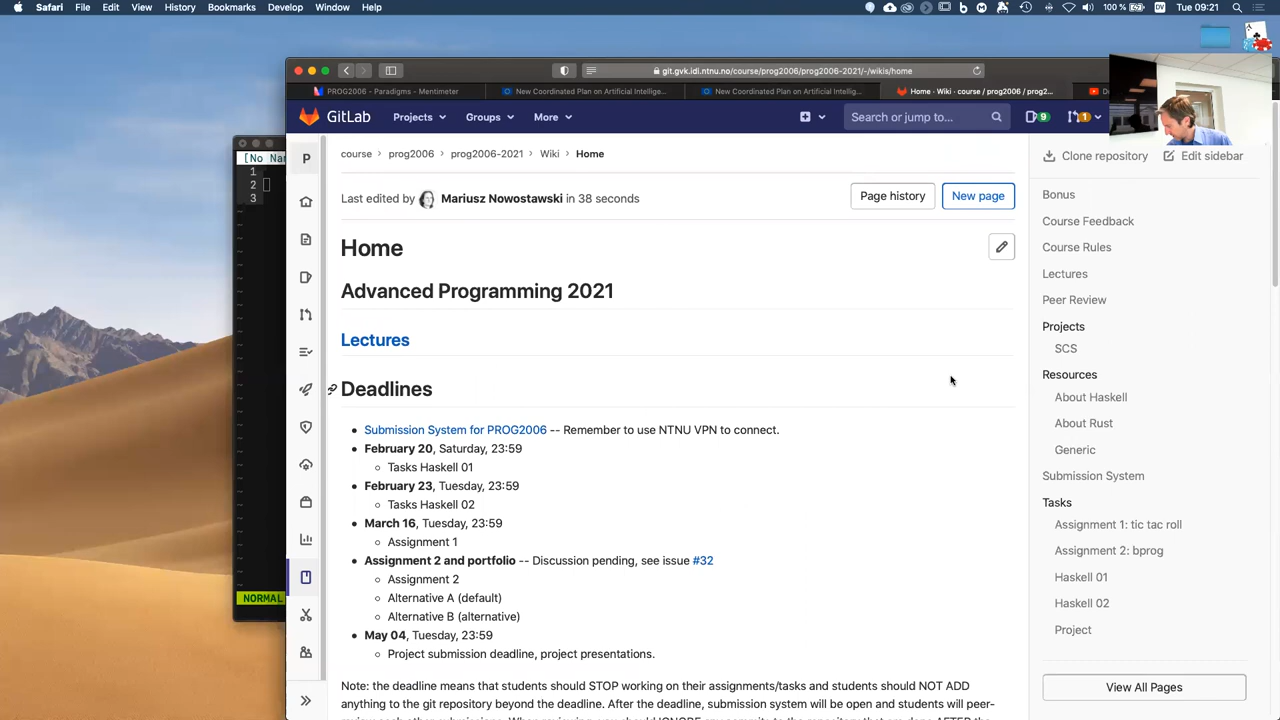 Safari File Edit View History Bookmarks Develop Window Help
100 % DV Tue 09:21
git.gvk.idi.ntnu.no/course/prog2006/prog2006-2021/-/wikis/home
PROG2006 - Paradigms - Mentimeter
New Coordinated Plan on Artificial Intellige...
New Coordinated Plan on Artificial Intellig...
Home · Wiki · course / prog2006 / prog2...
GitLab Projects Groups More
Search or jump to...
9
1
[No Na
1
2
3
NORMAL
P
course › prog2006 › prog2006-2021 › Wiki › Home
Last edited by Mariusz Nowostawski in 38 seconds
Page history
New page
Home
Advanced Programming 2021
Lectures
Deadlines
• Submission System for PROG2006 -- Remember to use NTNU VPN to connect.
• February 20, Saturday, 23:59
◦ Tasks Haskell 01
• February 23, Tuesday, 23:59
◦ Tasks Haskell 02
• March 16, Tuesday, 23:59
◦ Assignment 1
• Assignment 2 and portfolio -- Discussion pending, see issue #32
◦ Assignment 2
◦ Alternative A (default)
◦ Alternative B (alternative)
• May 04, Tuesday, 23:59
◦ Project submission deadline, project presentations.
Note: the deadline means that students should STOP working on their assignments/tasks and students should NOT ADD
anything to the git repository beyond the deadline. After the deadline, submission system will be open and students will peer-
Clone repository
Edit sidebar
Bonus
Course Feedback
Course Rules
Lectures
Peer Review
Projects
SCS
Resources
About Haskell
About Rust
Generic
Submission System
Tasks
Assignment 1: tic tac roll
Assignment 2: bprog
Haskell 01
Haskell 02
Project
View All Pages